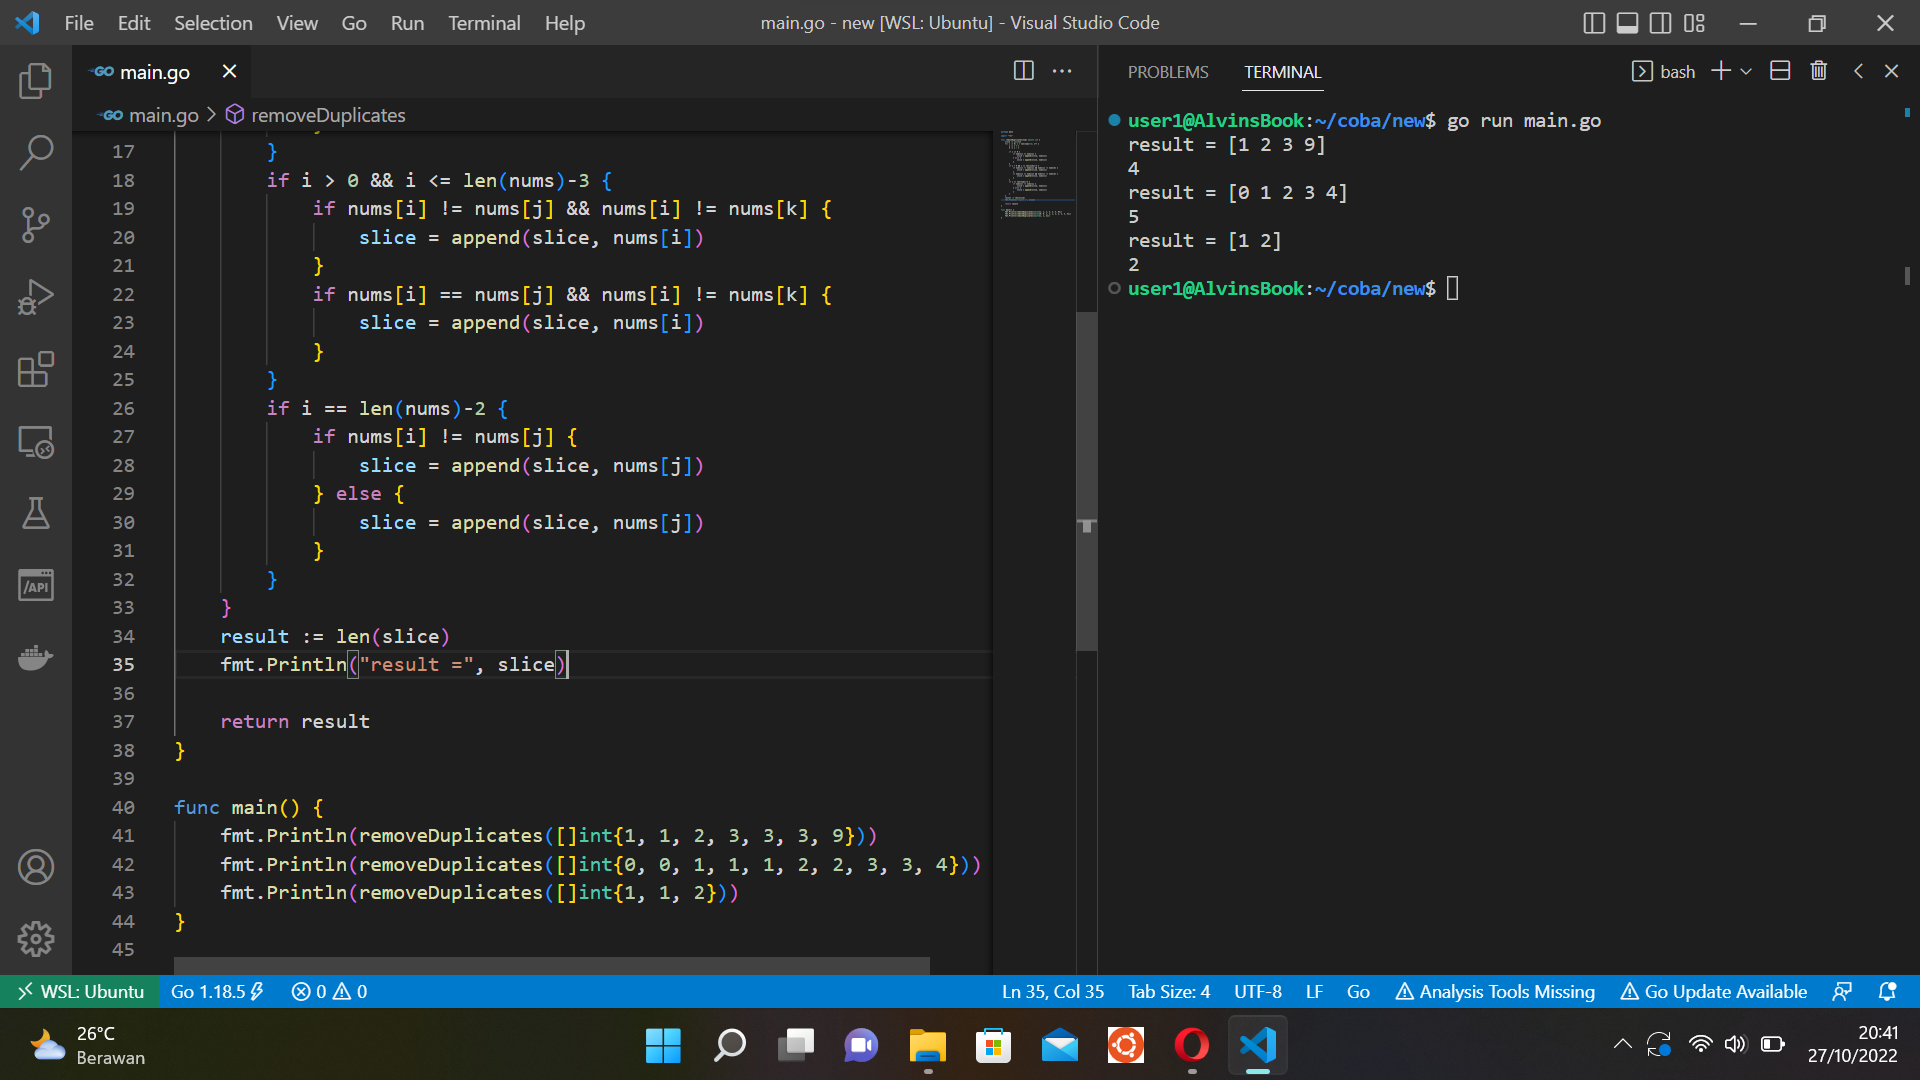 File Edit Selection View Go Run Terminal Help
main.go - new [WSL: Ubuntu] - Visual Studio Code
main.go
main.go > removeDuplicates
17 }
18 if i > 0 && i <= len(nums)-3 {
19 if nums[i] != nums[j] && nums[i] != nums[k] {
20 slice = append(slice, nums[i])
21 }
22 if nums[i] == nums[j] && nums[i] != nums[k] {
23 slice = append(slice, nums[i])
24 }
25 }
26 if i == len(nums)-2 {
27 if nums[i] != nums[j] {
28 slice = append(slice, nums[j])
29 } else {
30 slice = append(slice, nums[j])
31 }
32 }
33 }
34 result := len(slice)
35 fmt.Println("result =", slice)
36
37 return result
38 }
39
40 func main() {
41 fmt.Println(removeDuplicates([]int{1, 1, 2, 3, 3, 3, 9}))
42 fmt.Println(removeDuplicates([]int{0, 0, 1, 1, 1, 2, 2, 3, 3, 4}))
43 fmt.Println(removeDuplicates([]int{1, 1, 2}))
44 }
45
PROBLEMS TERMINAL
bash
user1@AlvinsBook:~/coba/new$ go run main.go
result = [1 2 3 9]
4
result = [0 1 2 3 4]
5
result = [1 2]
2
user1@AlvinsBook:~/coba/new$
/API
WSL: Ubuntu Go 1.18.5 0 0
Ln 35, Col 35 Tab Size: 4 UTF-8 LF Go Analysis Tools Missing Go Update Available
26°C
Berawan
20:41
27/10/2022